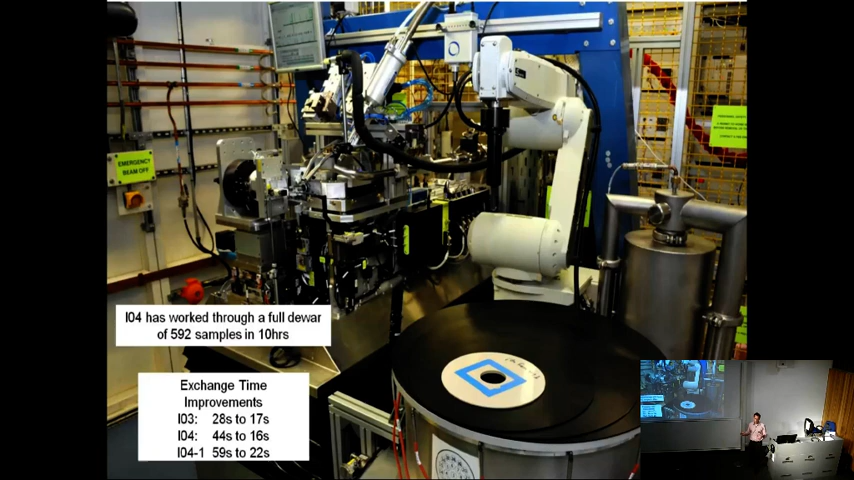 EMERGENCY
BEAM OFF
I04 has worked through a full dewar
of 592 samples in 10hrs
Exchange Time
Improvements
I03: 28s to 17s
I04: 44s to 16s
I04-1 59s to 22s